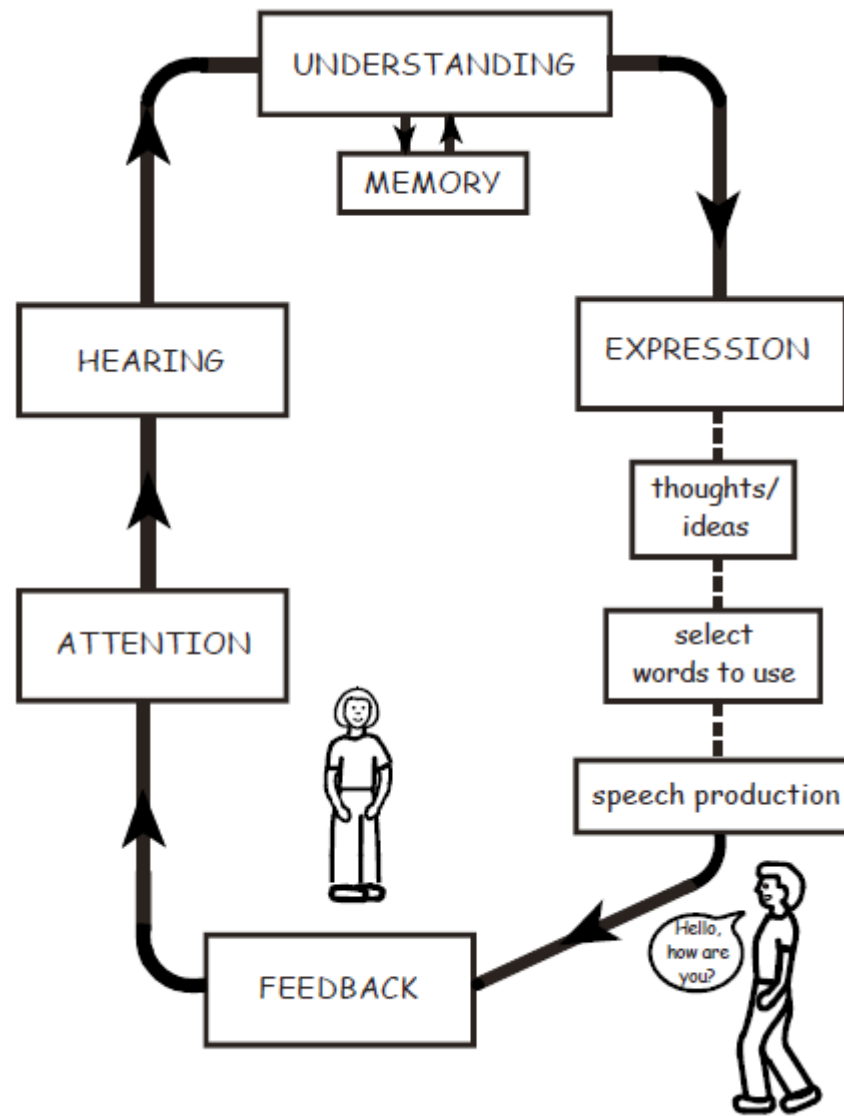 UNDERSTANDING
MEMORY
HEARING
EXPRESSION
thoughts/
ideas
ATTENTION
select
words to use
speech production
Hello,
how are
you?
FEEDBACK